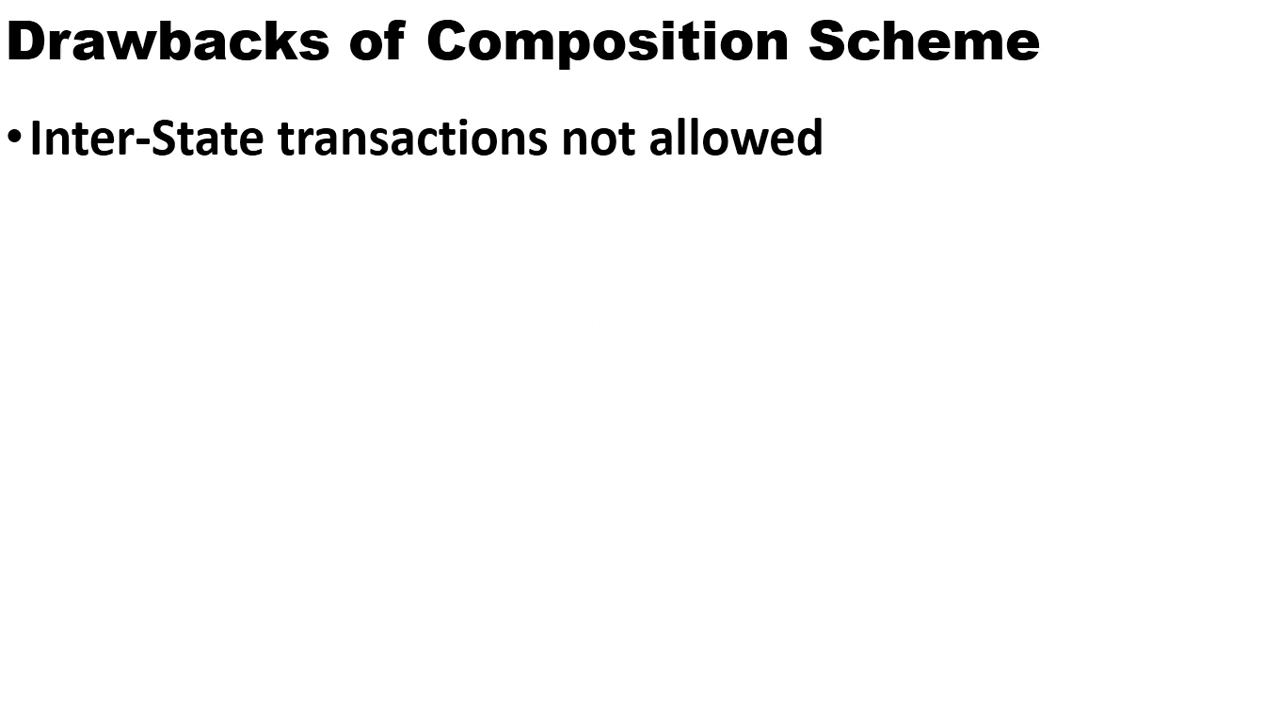 Drawbacks of Composition Scheme
•Inter-State transactions not allowed